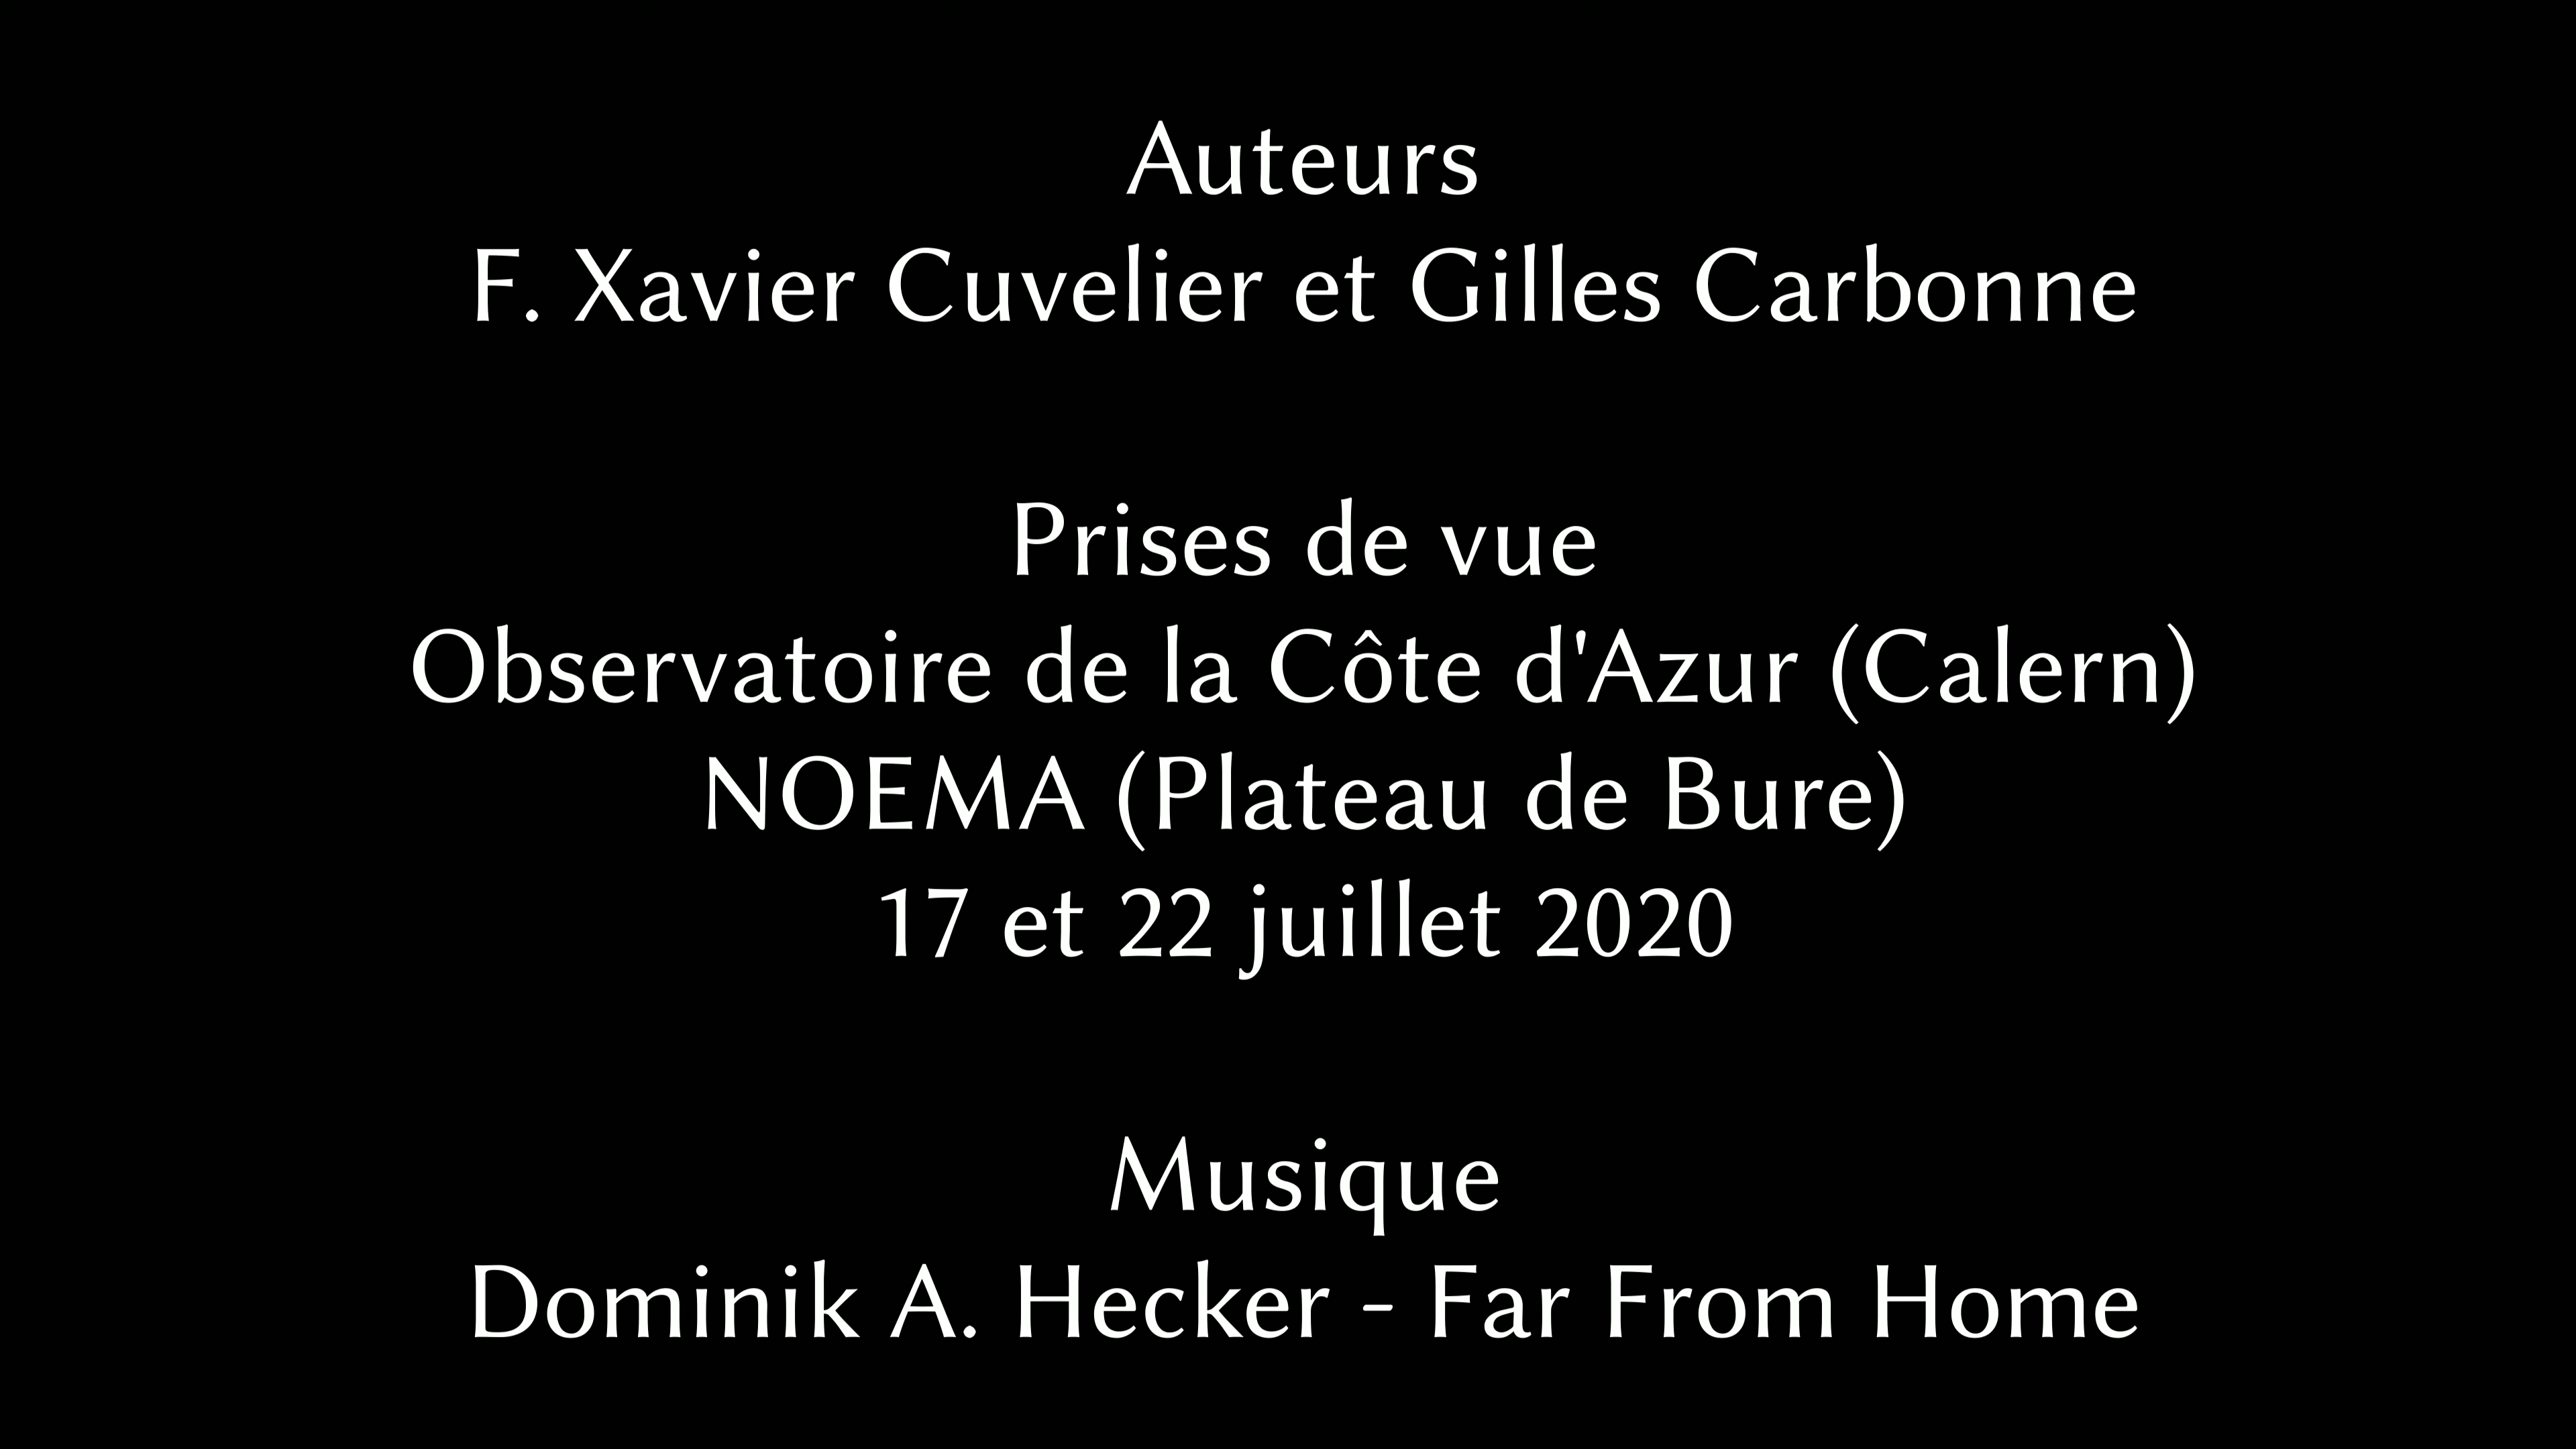 Auteurs
F. Xavier Cuvelier et Gilles Carbonne
Prises de vue
Observatoire de la Côte d'Azur (Calern)
NOEMA (Plateau de Bure)
17 et 22 juillet 2020
Musique
Dominik A. Hecker - Far From Home